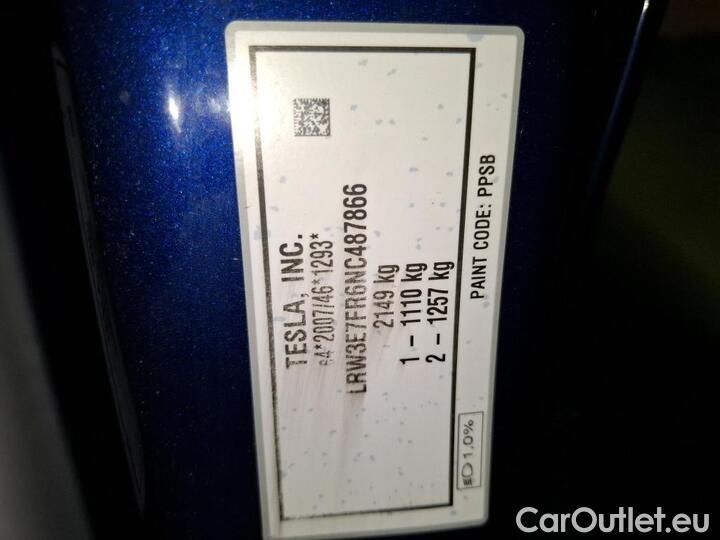 TESLA, INC.
e4*2007/46*1293*
LRW3E7FR6NC487866
2149 kg
1 – 1110 kg
2 – 1257 kg
PAINT CODE: PPSB
1,0%
CarOutlet.eu